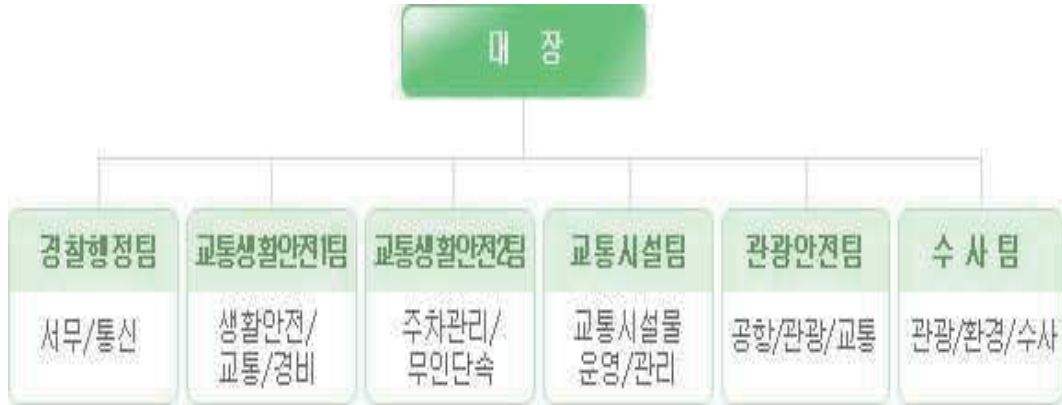 대 장
경찰행정팀
서무/통신
교통생활안전1팀
생활안전/
교통/경비
교통생활안전2팀
주차관리/
무인단속
교통시설팀
교통시설물
운영/관리
관광안전팀
공항/관광/교통
수 사 팀
관광/환경/수사